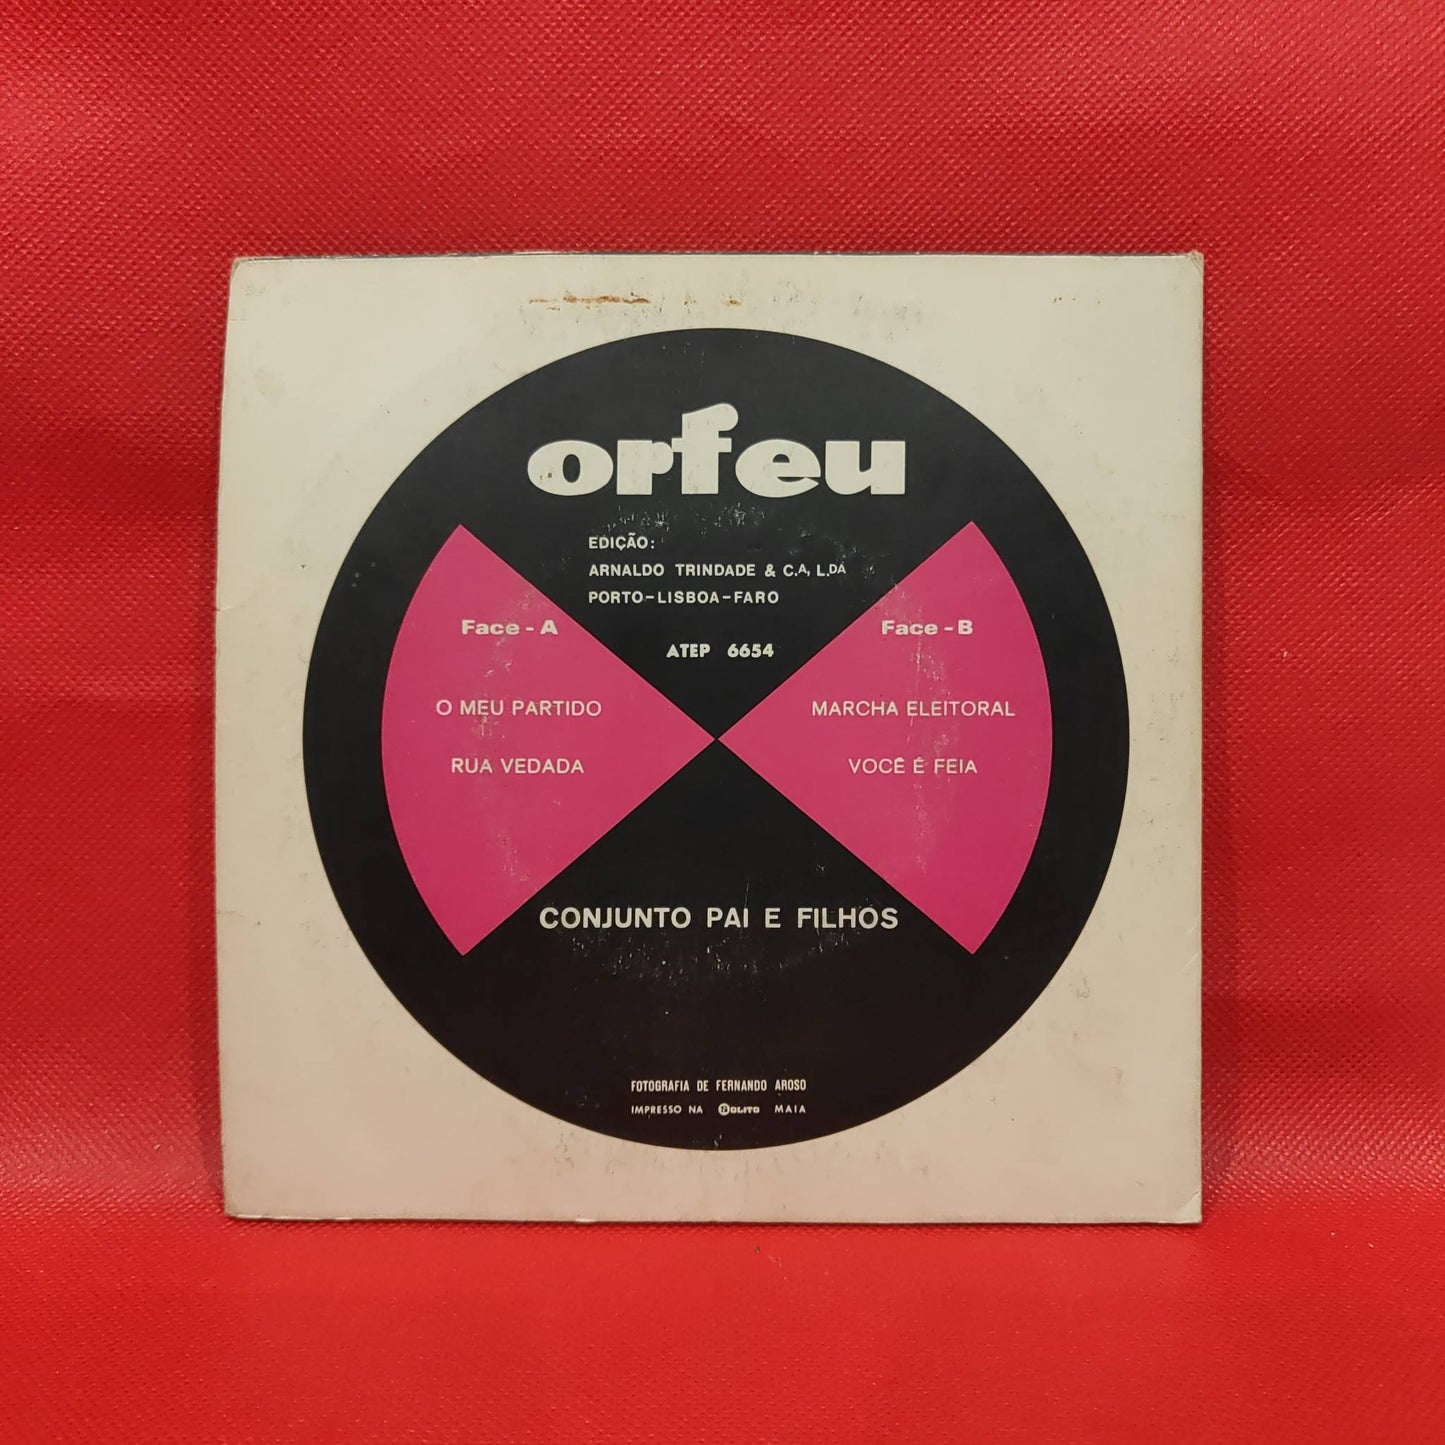 orfeu
EDIÇÃO:
ARNALDO TRINDADE & C.A, L.DA
PORTO-LISBOA-FARO
ATEP 6654
Face - A
O MEU PARTIDO
RUA VEDADA
Face - B
MARCHA ELEITORAL
VOCÊ É FEIA
CONJUNTO PAI E FILHOS
FOTOGRAFIA DE FERNANDO AROSO
IMPRESSO NA MAIA